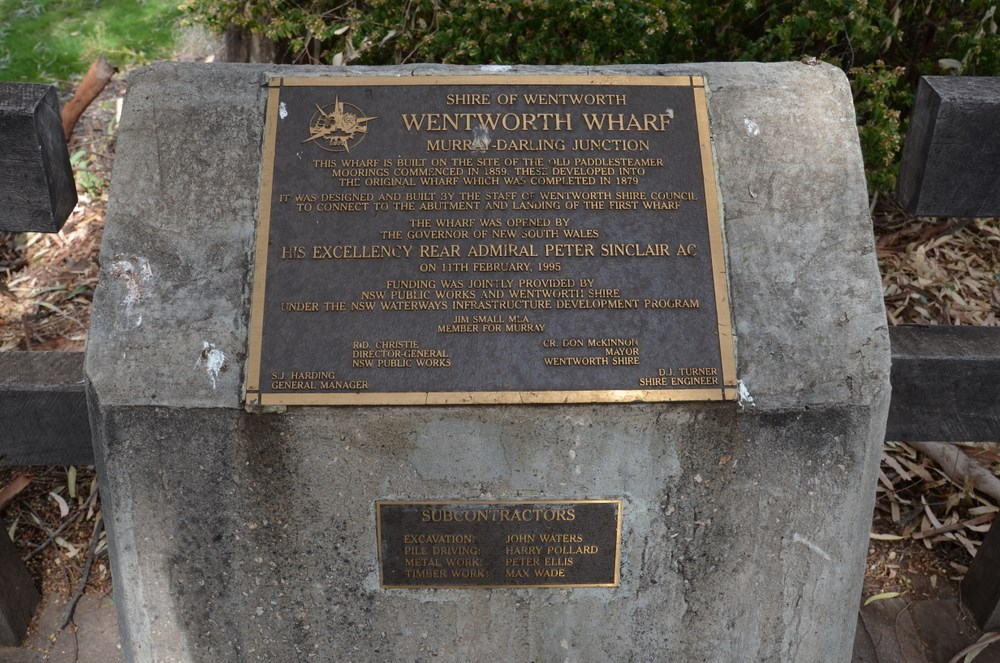 SHIRE OF WENTWORTH
WENTWORTH WHARF
MURRAY-DARLING JUNCTION
THIS WHARF IS BUILT ON THE SITE OF THE OLD PADDLESTEAMER
MOORINGS COMMENCED IN 1859. THESE DEVELOPED INTO
THE ORIGINAL WHARF WHICH WAS COMPLETED IN 1879
IT WAS DESIGNED AND BUILT BY THE STAFF OF WENTWORTH SHIRE COUNCIL
TO CONNECT TO THE ABUTMENT AND LANDING OF THE FIRST WHARF
THE WHARF WAS OPENED BY
THE GOVERNOR OF NEW SOUTH WALES
HIS EXCELLENCY REAR ADMIRAL PETER SINCLAIR AC
ON 11TH FEBRUARY, 1995
FUNDING WAS JOINTLY PROVIDED BY
NSW PUBLIC WORKS AND WENTWORTH SHIRE
UNDER THE NSW WATERWAYS INFRASTRUCTURE DEVELOPMENT PROGRAM
JIM SMALL MLA
MEMBER FOR MURRAY
R.D. CHRISTIE
DIRECTOR-GENERAL
NSW PUBLIC WORKS
CR. DON McKINNON
MAYOR
WENTWORTH SHIRE
S.J. HARDING
GENERAL MANAGER
D.J. TURNER
SHIRE ENGINEER
SUBCONTRACTORS
EXCAVATION: JOHN WATERS
PILE DRIVING: HARRY POLLARD
METAL WORK: PETER ELLIS
TIMBER WORK: MAX WADE